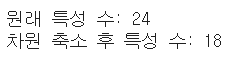 원래 특성 수: 24
차원 축소 후 특성 수: 18